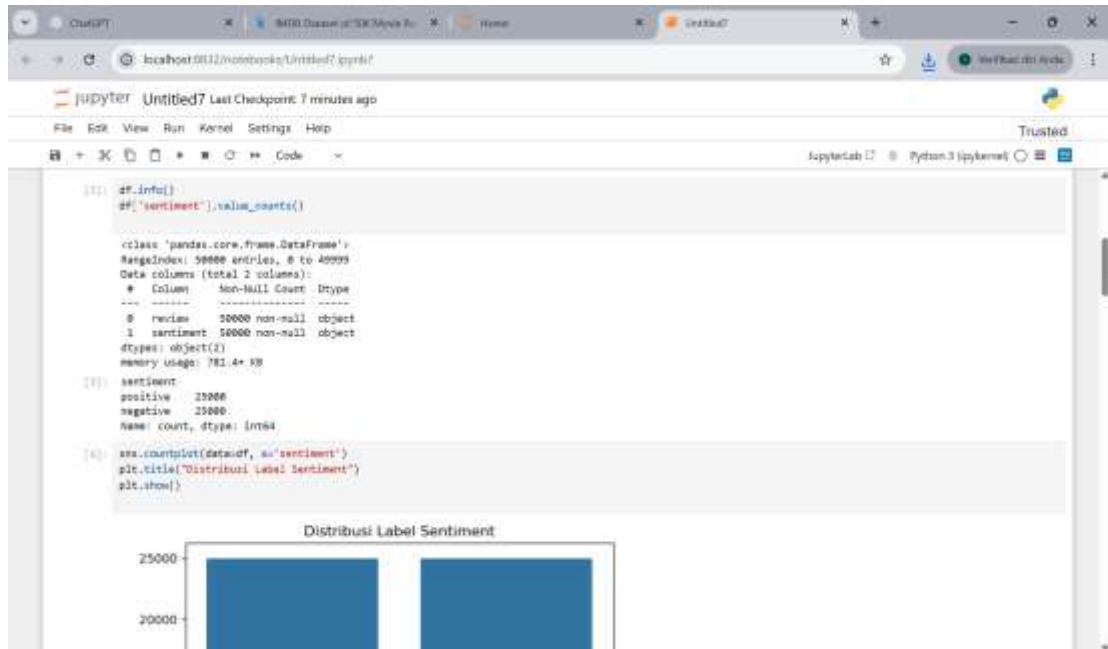 ChatGPT
IMDB Dataset of 50K Movie Re
Home
Untitled7
localhost:
/notebooks/Untitled7.ipynb?
Verifikasi diri Anda
jupyter Untitled7 Last Checkpoint: 7 minutes ago
File Edit View Run Kernel Settings Help
Trusted
Code
JupyterLab
Python 3 (ipykernel)
df.info()
df['sentiment'].value_counts()
<class 'pandas.core.frame.DataFrame'>
RangeIndex: 50000 entries, 0 to 49999
Data columns (total 2 columns):
# Column Non-Null Count Dtype
--- ------ -------------- -----
0 review 50000 non-null object
1 sentiment 50000 non-null object
dtypes: object(2)
memory usage: 781.4+ KB
sentiment
positive 25000
negative 25000
Name: count, dtype: int64
sns.countplot(data=df, x='sentiment')
plt.title("Distribusi Label Sentiment")
plt.show()
Distribusi Label Sentiment
25000
20000